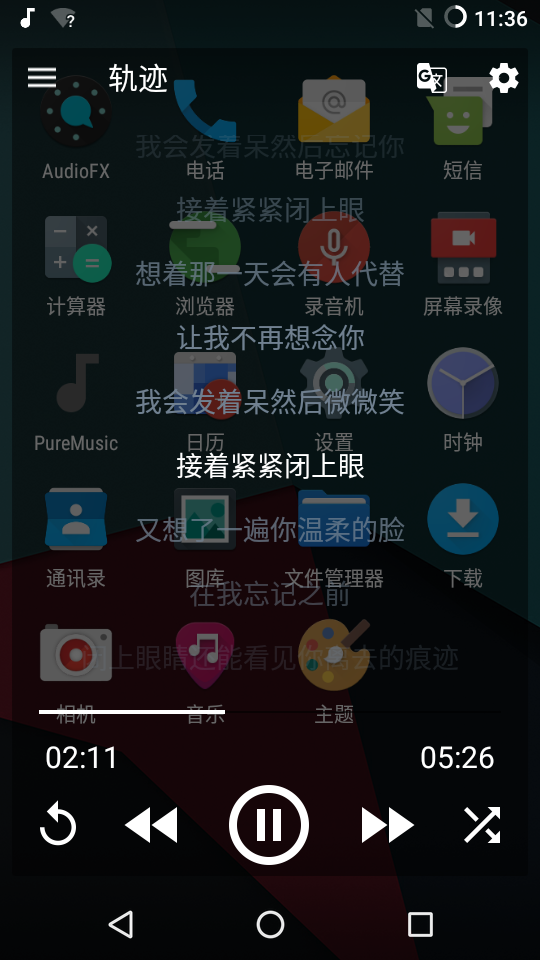 11:36
轨迹
我会发着呆然后忘记你
AudioFX
电话
电子邮件
短信
接着紧紧闭上眼
想着那一天会有人代替
计算器
浏览器
录音机
屏幕录像
让我不再想念你
我会发着呆然后微微笑
PureMusic
日历
设置
时钟
接着紧紧闭上眼
又想了一遍你温柔的脸
通讯录
图库
文件管理器
下载
在我忘记之前
闭上眼睛还能看见你离去的痕迹
相机
音乐
主题
02:11
05:26